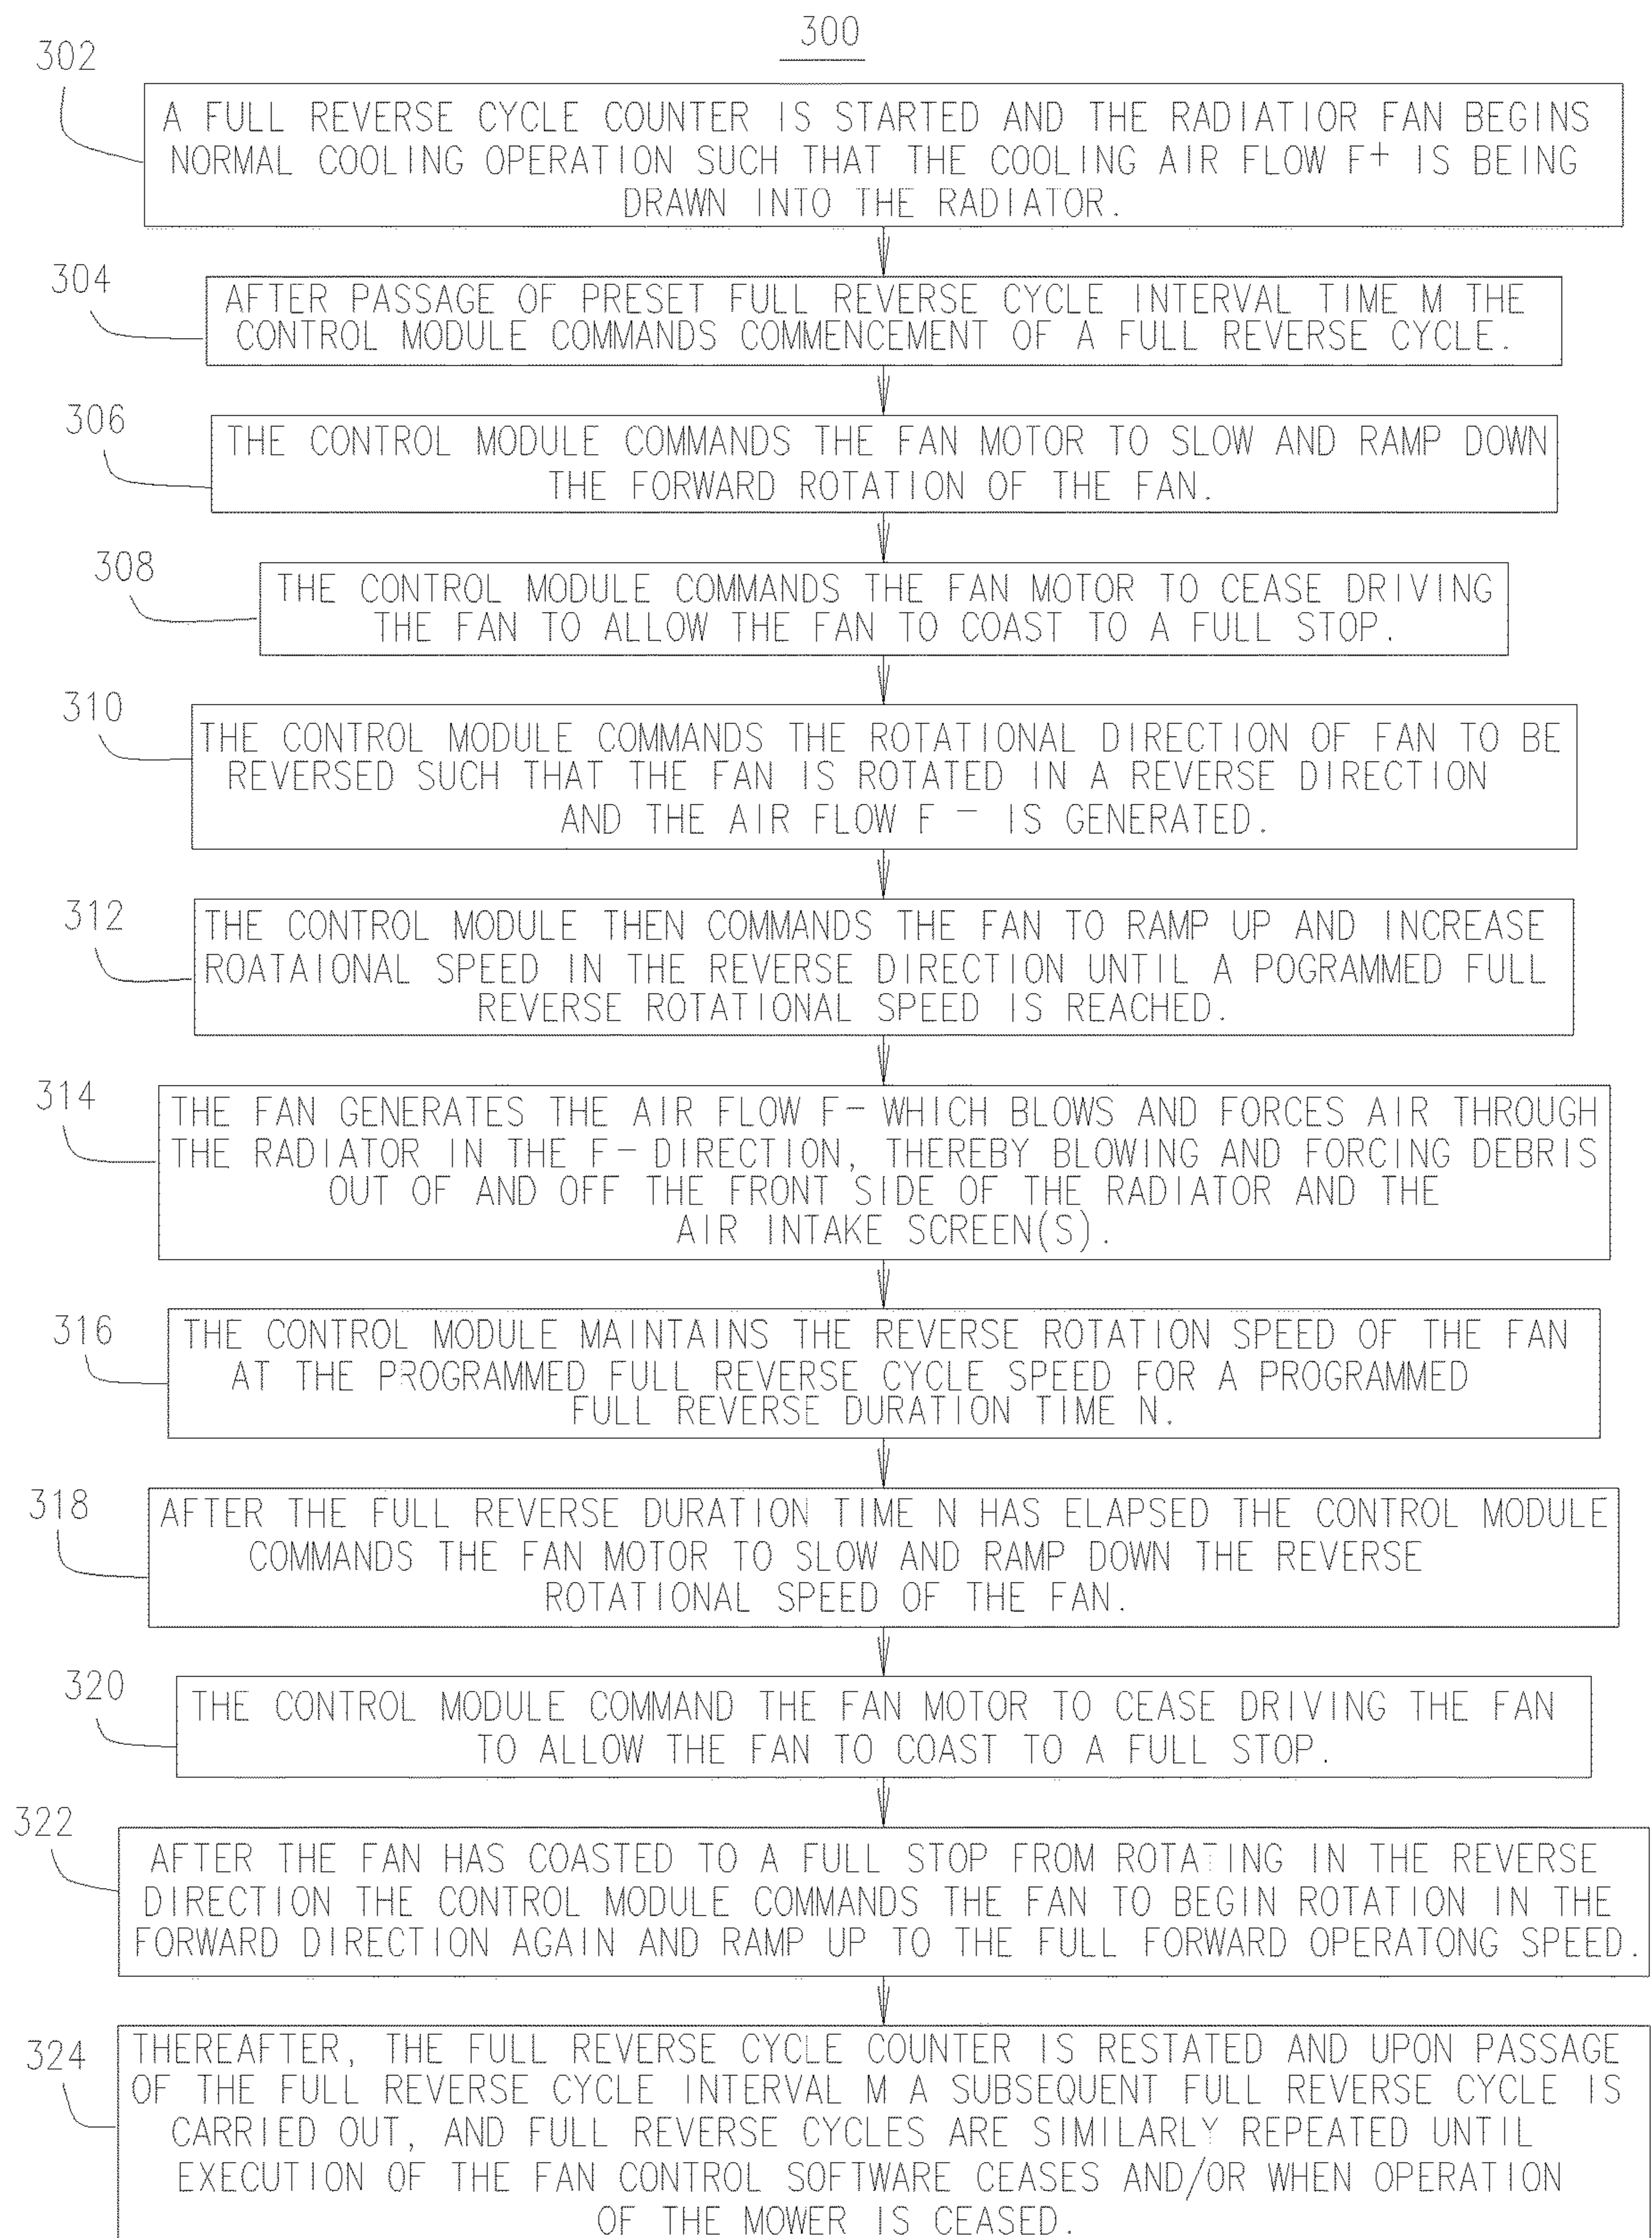 300
302
A FULL REVERSE CYCLE COUNTER IS STARTED AND THE RADIATIOR FAN BEGINS
NORMAL COOLING OPERATION SUCH THAT THE COOLING AIR FLOW F+ IS BEING
DRAWN INTO THE RADIATOR.
304
AFTER PASSAGE OF PRESET FULL REVERSE CYCLE INTERVAL TIME M THE
CONTROL MODULE COMMANDS COMMENCEMENT OF A FULL REVERSE CYCLE.
306
THE CONTROL MODULE COMMANDS THE FAN MOTOR TO SLOW AND RAMP DOWN
THE FORWARD ROTATION OF THE FAN.
308
THE CONTROL MODULE COMMANDS THE FAN MOTOR TO CEASE DRIVING
THE FAN TO ALLOW THE FAN TO COAST TO A FULL STOP.
310
THE CONTROL MODULE COMMANDS THE ROTATIONAL DIRECTION OF FAN TO BE
REVERSED SUCH THAT THE FAN IS ROTATED IN A REVERSE DIRECTION
AND THE AIR FLOW F - IS GENERATED.
312
THE CONTROL MODULE THEN COMMANDS THE FAN TO RAMP UP AND INCREASE
ROATAIONAL SPEED IN THE REVERSE DIRECTION UNTIL A POGRAMMED FULL
REVERSE ROTATIONAL SPEED IS REACHED.
314
THE FAN GENERATES THE AIR FLOW F- WHICH BLOWS AND FORCES AIR THROUGH
THE RADIATOR IN THE F- DIRECTION, THEREBY BLOWING AND FORCING DEBRIS
OUT OF AND OFF THE FRONT SIDE OF THE RADIATOR AND THE
AIR INTAKE SCREEN(S).
316
THE CONTROL MODULE MAINTAINS THE REVERSE ROTATION SPEED OF THE FAN
AT THE PROGRAMMED FULL REVERSE CYCLE SPEED FOR A PROGRAMMED
FULL REVERSE DURATION TIME N.
318
AFTER THE FULL REVERSE DURATION TIME N HAS ELAPSED THE CONTROL MODULE
COMMANDS THE FAN MOTOR TO SLOW AND RAMP DOWN THE REVERSE
ROTATIONAL SPEED OF THE FAN.
320
THE CONTROL MODULE COMMAND THE FAN MOTOR TO CEASE DRIVING THE FAN
TO ALLOW THE FAN TO COAST TO A FULL STOP.
322
AFTER THE FAN HAS COASTED TO A FULL STOP FROM ROTATING IN THE REVERSE
DIRECTION THE CONTROL MODULE COMMANDS THE FAN TO BEGIN ROTATION IN THE
FORWARD DIRECTION AGAIN AND RAMP UP TO THE FULL FORWARD OPERATONG SPEED.
324
THEREAFTER, THE FULL REVERSE CYCLE COUNTER IS RESTATED AND UPON PASSAGE
OF THE FULL REVERSE CYCLE INTERVAL M A SUBSEQUENT FULL REVERSE CYCLE IS
CARRIED OUT, AND FULL REVERSE CYCLES ARE SIMILARLY REPEATED UNTIL
EXECUTION OF THE FAN CONTROL SOFTWARE CEASES AND/OR WHEN OPERATION
OF THE MOWER IS CEASED.